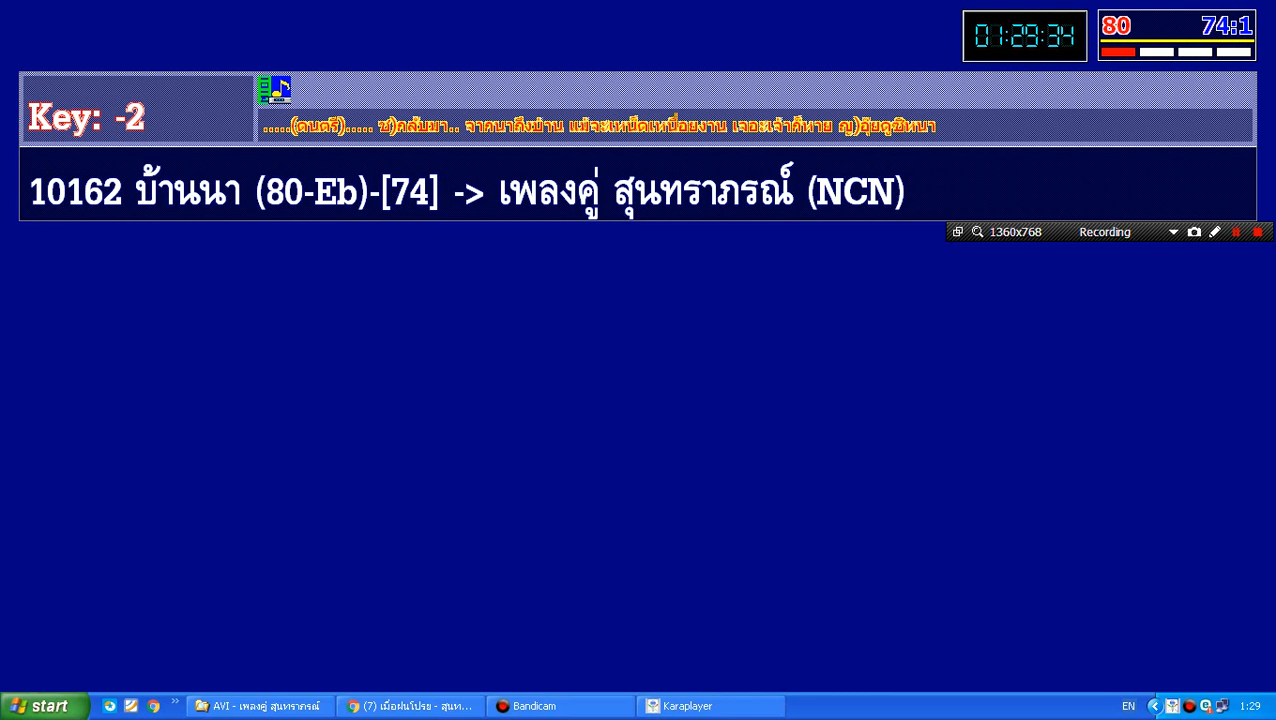 01:29:34
80 74:1
Key: -2
.....(ดนตรี)..... ช)กลับมา.. จากนาถึงบ้าน แม้จะเหน็ดเหนื่อยงาน เจอะเจ้าก็หาย ญ)อุ๊ยดูซิหนา
10162 บ้านนา (80-Eb)-[74] -> เพลงคู่ สุนทราภรณ์ (NCN)
1360x768 Recording
start AVI - เพลงคู่ สุนทราภรณ์ (7) เมื่อฝนโปรย - สุนท... Bandicam Karaplayer EN 1:29